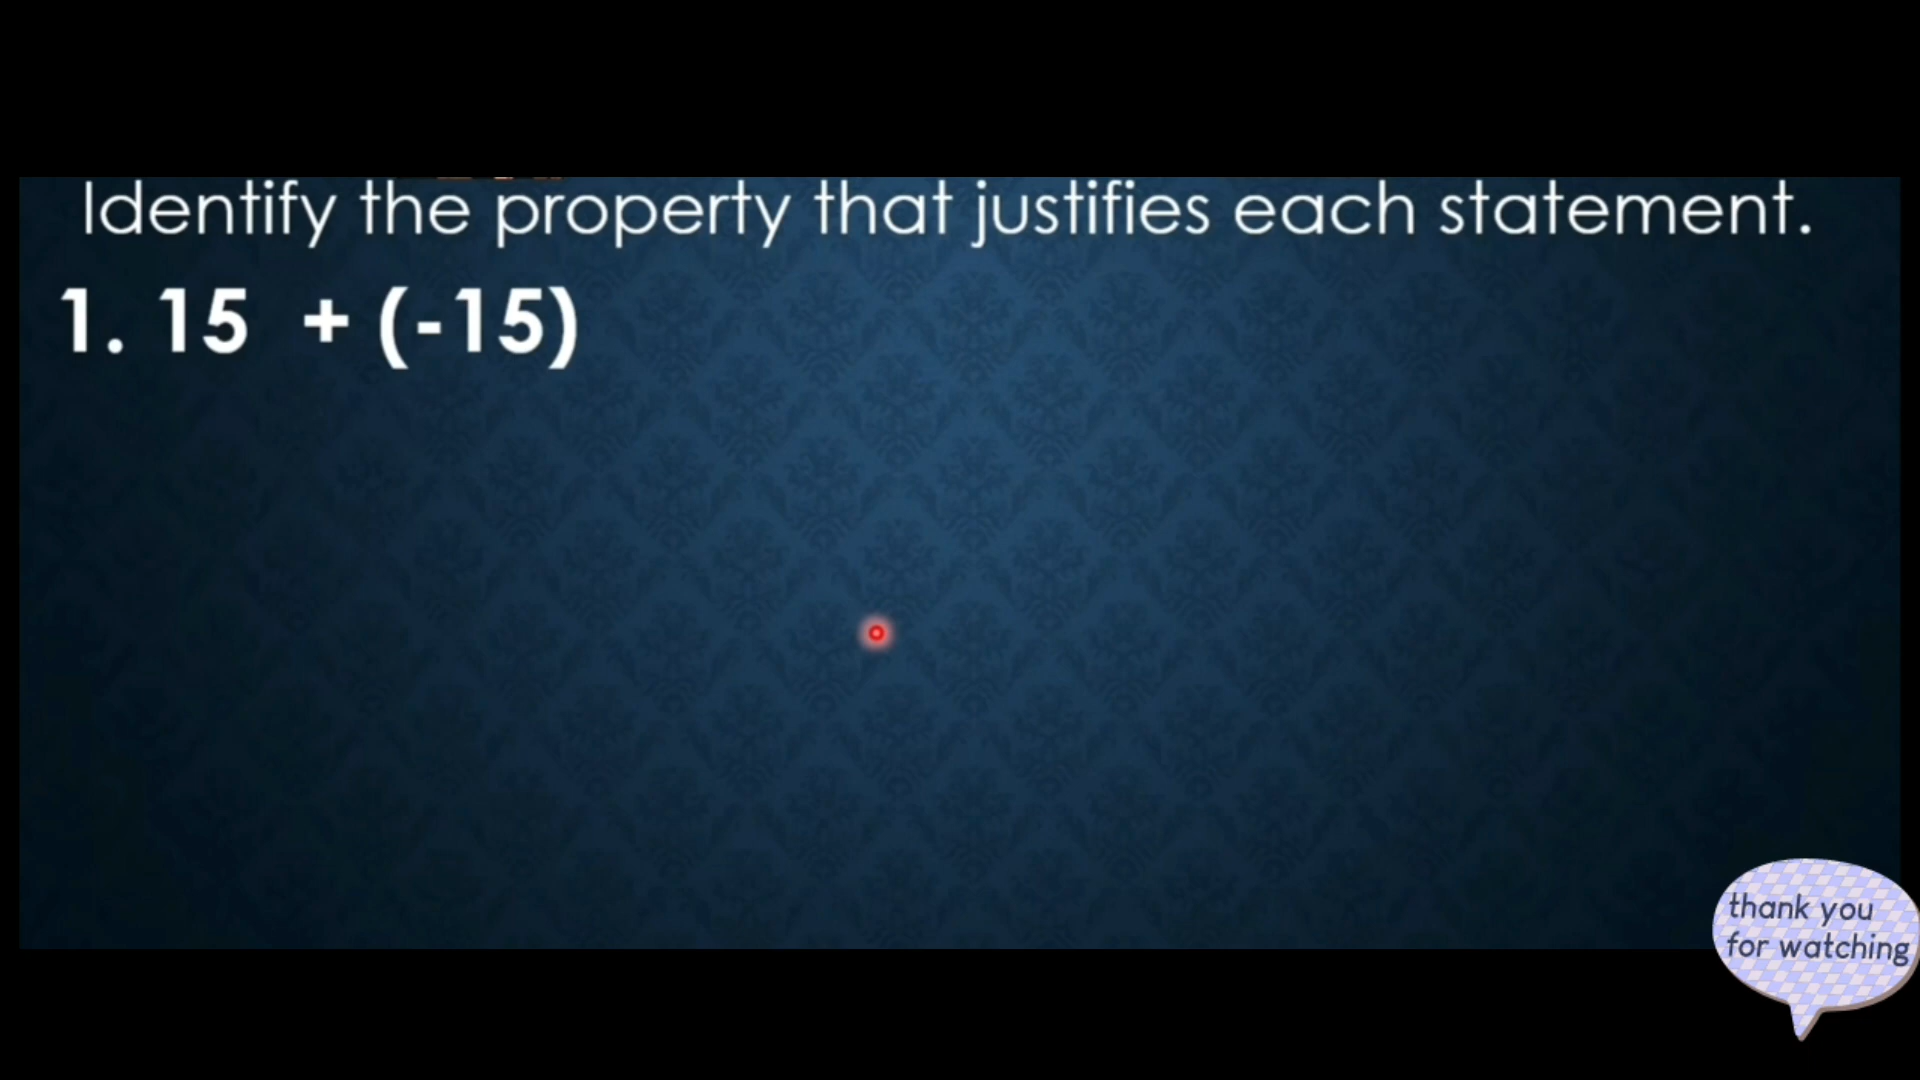 Identify the property that justifies each statement.
1. 15 + (-15)
thank you
for watching